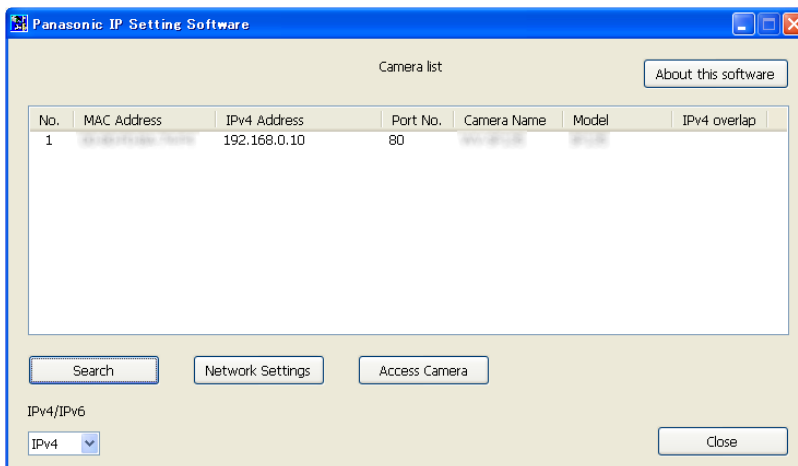 Panasonic IP Setting Software
Camera list
About this software
No. MAC Address IPv4 Address Port No. Camera Name Model IPv4 overlap
1 192.168.0.10 80
Search Network Settings Access Camera
IPv4/IPv6
IPv4 Close